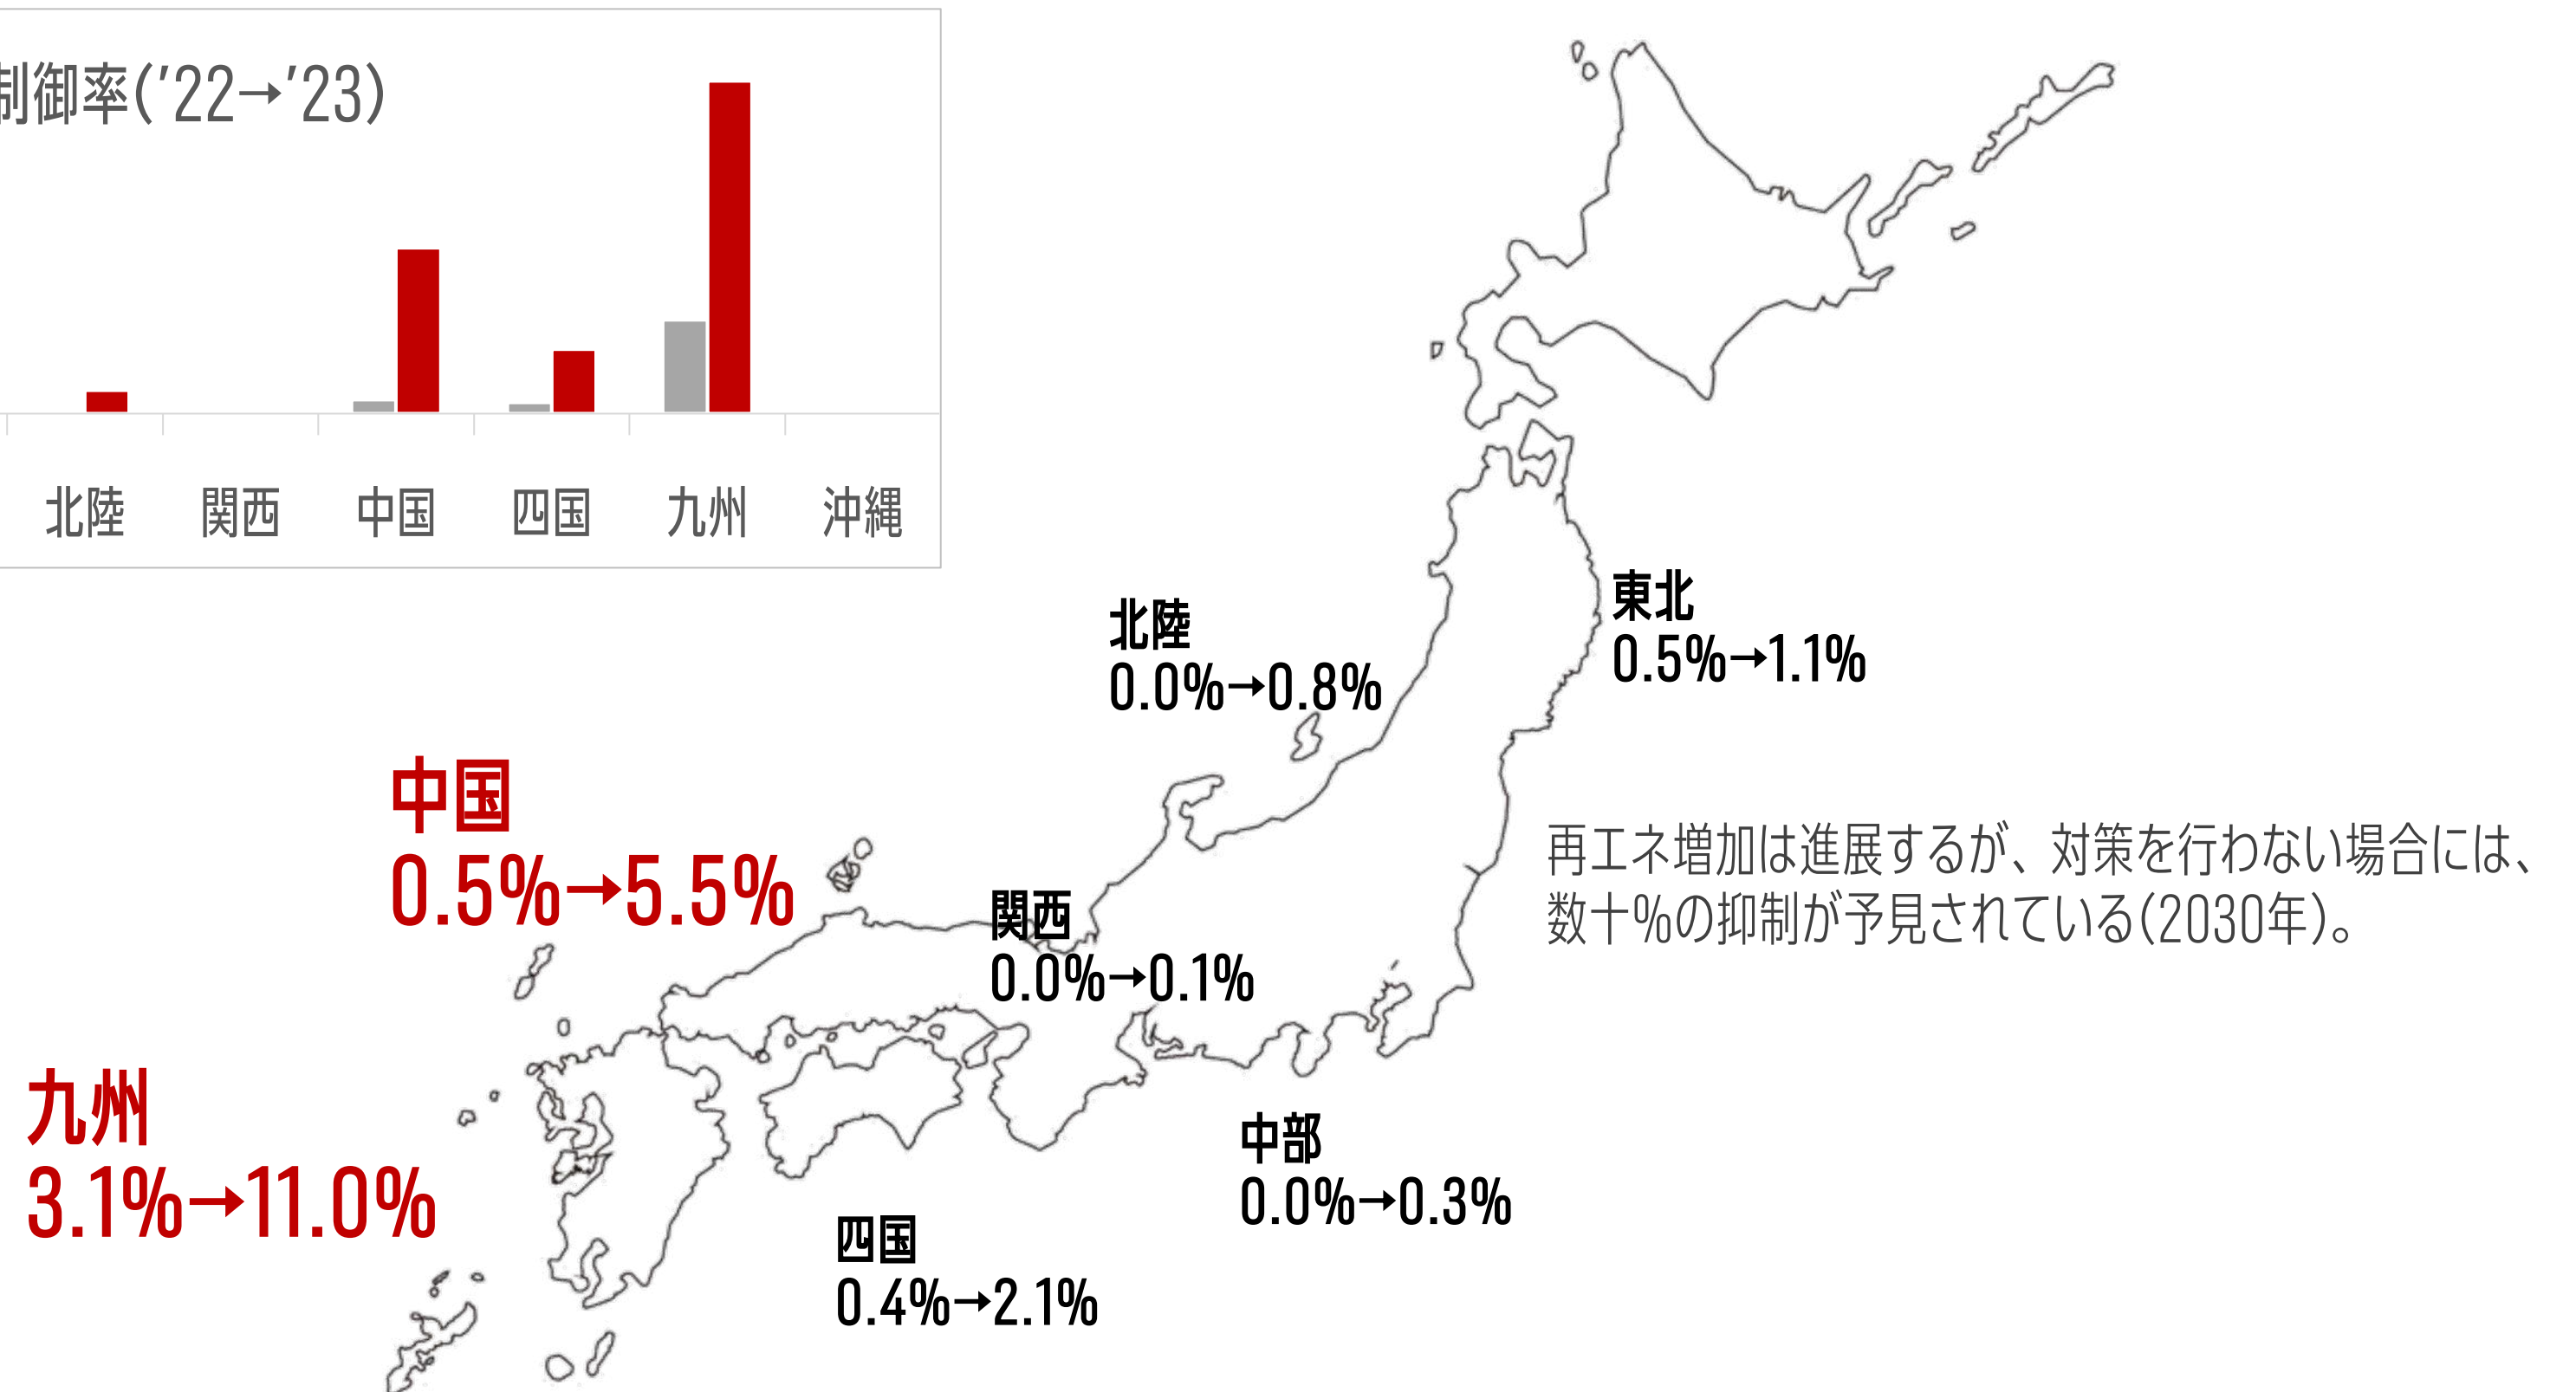 制御率(’22→’23)
北陸 関西 中国 四国 九州 沖縄
東北
0.5%→1.1%
北陸
0.0%→0.8%
中国
0.5%→5.5%
再エネ増加は進展するが、対策を行わない場合には、
数十%の抑制が予見されている(2030年)。
関西
0.0%→0.1%
九州
3.1%→11.0%
中部
0.0%→0.3%
四国
0.4%→2.1%